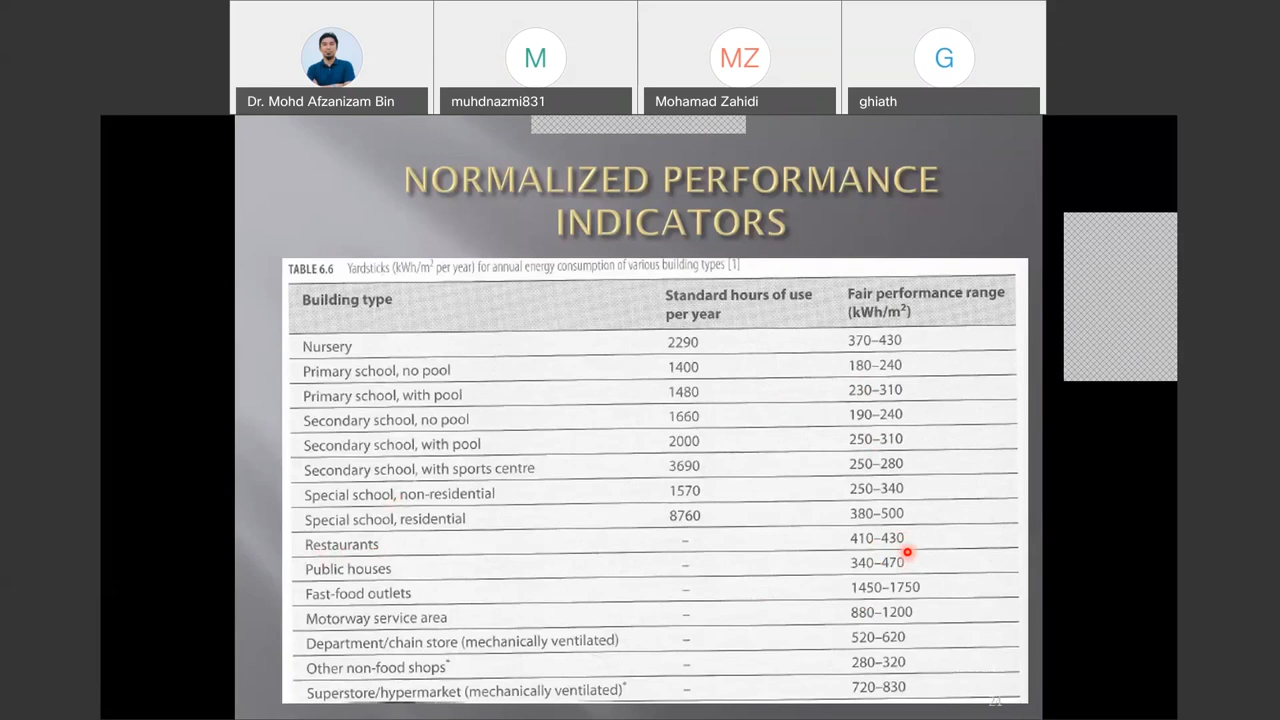 Dr. Mohd Afzanizam Bin
M
muhdnazmi831
MZ
Mohamad Zahidi
G
ghiath
NORMALIZED PERFORMANCE
INDICATORS
TABLE 6.6 Yardsticks (kWh/m² per year) for annual energy consumption of various building types [1]
Building type Standard hours of use per year Fair performance range (kWh/m²)
Nursery 2290 370–430
Primary school, no pool 1400 180–240
Primary school, with pool 1480 230–310
Secondary school, no pool 1660 190–240
Secondary school, with pool 2000 250–310
Secondary school, with sports centre 3690 250–280
Special school, non-residential 1570 250–340
Special school, residential 8760 380–500
Restaurants – 410–430
Public houses – 340–470
Fast-food outlets – 1450–1750
Motorway service area – 880–1200
Department/chain store (mechanically ventilated) – 520–620
Other non-food shops* – 280–320
Superstore/hypermarket (mechanically ventilated)* – 720–830
21